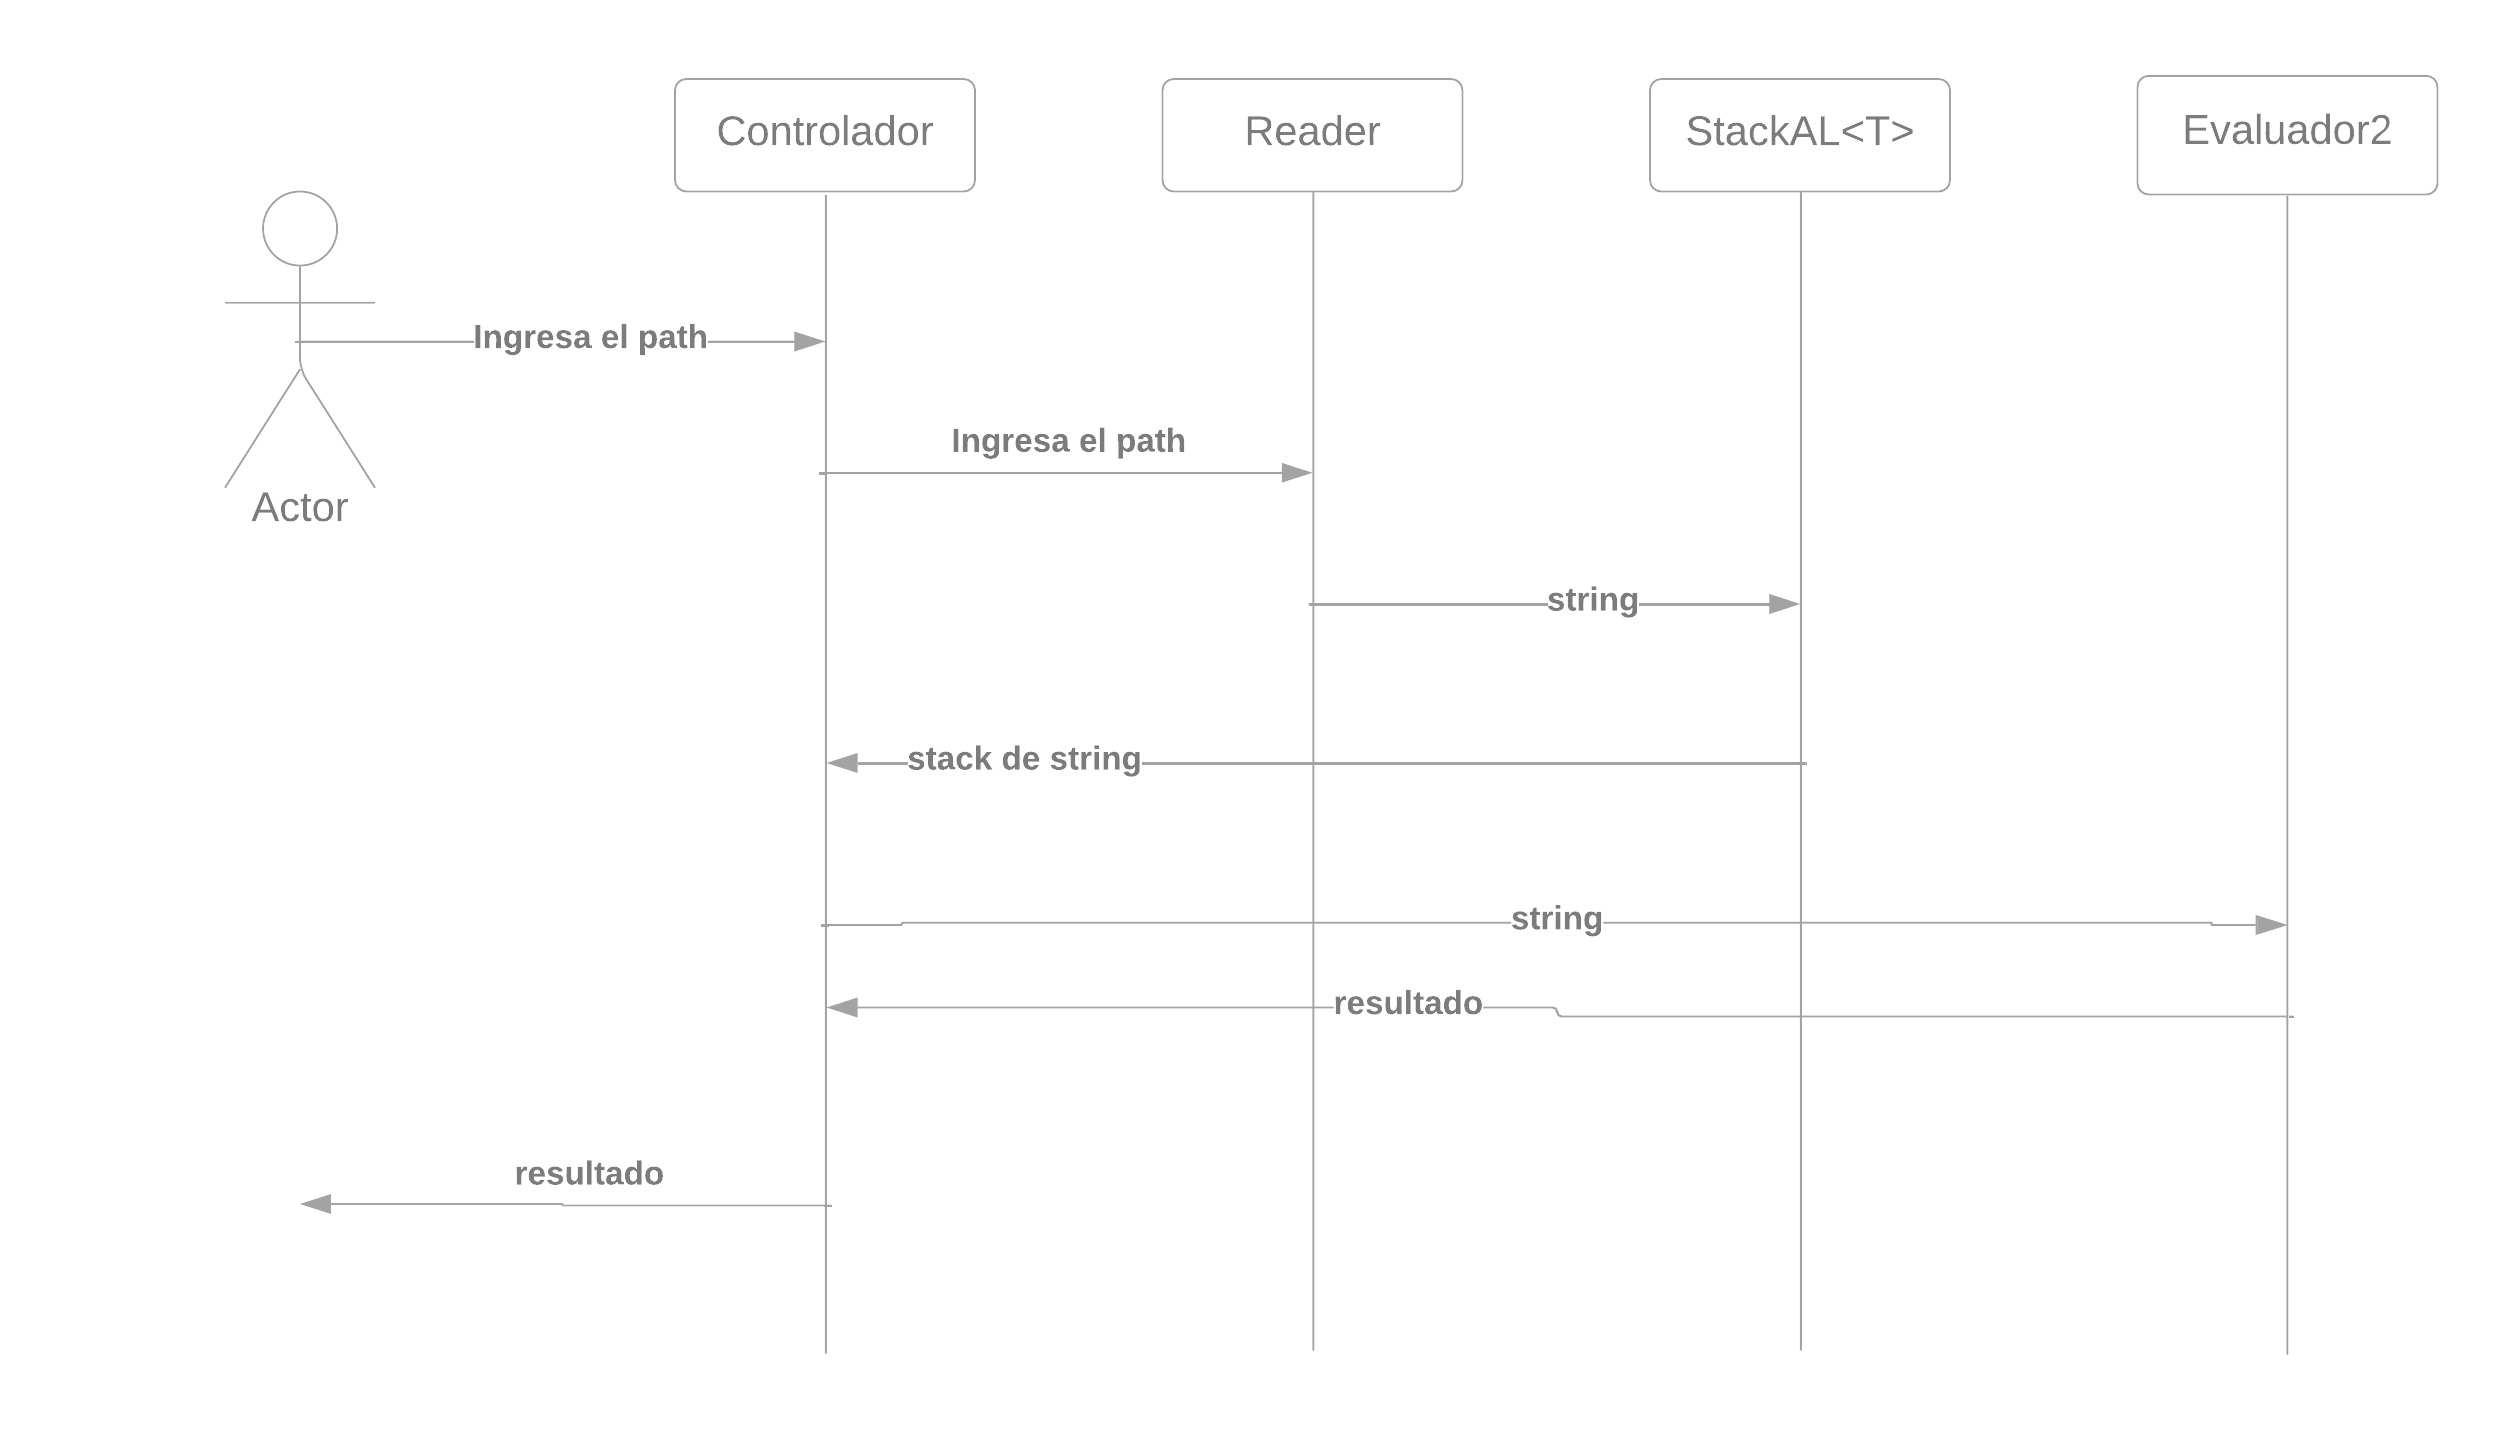 Controlador
Reader
StackAL<T>
Evaluador2
Ingresa el path
Ingresa el path
Actor
string
stack de string
string
resultado
resultado